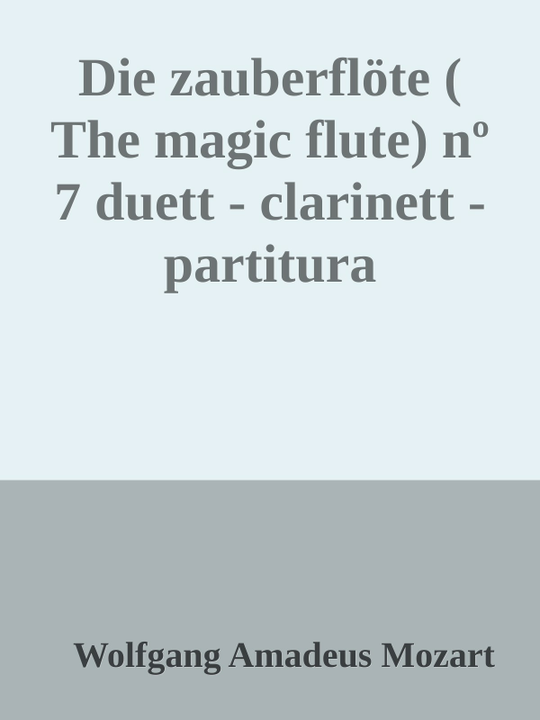 Die zauberflöte (
The magic flute) nº
7 duett - clarinett -
partitura
Wolfgang Amadeus Mozart